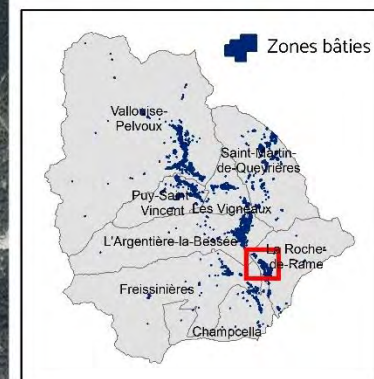 Zones bâties
Vallouise-
Pelvoux
Saint-Martin-
de-Queyrières
Puy-Saint-
Vincent
Les Vigneaux
L'Argentière-la-Bessée
La Roche-
de-Rame
Freissinières
Champcella